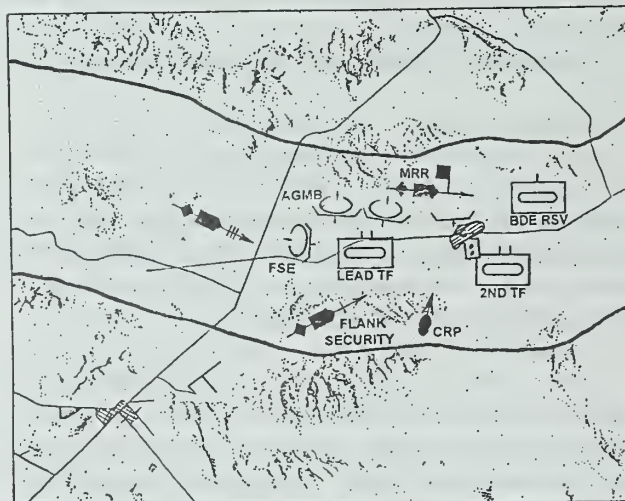 MRR
AGMB
BDE RSV
FSE
LEAD TF
2ND TF
FLANK
SECURITY
CRP